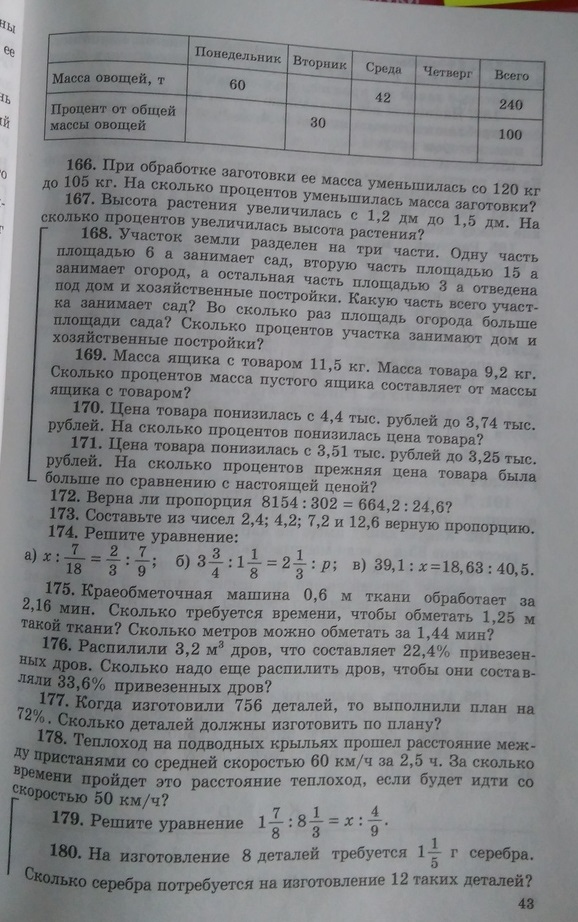 ны
ее
нь
ий
го
г
Понедельник Вторник Среда Четверг Всего
Масса овощей, т 60 42 240
Процент от общей
массы овощей 30 100
166. При обработке заготовки ее масса уменьшилась со 120 кг
до 105 кг. На сколько процентов уменьшилась масса заготовки?
167. Высота растения увеличилась с 1,2 дм до 1,5 дм. На
сколько процентов увеличилась высота растения?
168. Участок земли разделен на три части. Одну часть
площадью 6 а занимает сад, вторую часть площадью 15 а
занимает огород, а остальная часть площадью 3 а отведена
под дом и хозяйственные постройки. Какую часть всего участ-
ка занимает сад? Во сколько раз площадь огорода больше
площади сада? Сколько процентов участка занимают дом и
хозяйственные постройки?
169. Масса ящика с товаром 11,5 кг. Масса товара 9,2 кг.
Сколько процентов масса пустого ящика составляет от массы
ящика с товаром?
170. Цена товара понизилась с 4,4 тыс. рублей до 3,74 тыс.
рублей. На сколько процентов понизилась цена товара?
171. Цена товара понизилась с 3,51 тыс. рублей до 3,25 тыс.
рублей. На сколько процентов прежняя цена товара была
больше по сравнению с настоящей ценой?
172. Верна ли пропорция 8154 : 302 = 664,2 : 24,6?
173. Составьте из чисел 2,4; 4,2; 7,2 и 12,6 верную пропорцию.
174. Решите уравнение:
а) x : 7/18 = 2/3 : 7/9; б) 3 3/4 : 1 1/8 = 2 1/3 : p; в) 39,1 : x = 18,63 : 40,5.
175. Краеобметочная машина 0,6 м ткани обработает за
2,16 мин. Сколько требуется времени, чтобы обметать 1,25 м
такой ткани? Сколько метров можно обметать за 1,44 мин?
176. Распилили 3,2 м³ дров, что составляет 22,4% привезен-
ных дров. Сколько надо еще распилить дров, чтобы они состав-
ляли 33,6% привезенных дров?
177. Когда изготовили 756 деталей, то выполнили план на
72%. Сколько деталей должны изготовить по плану?
178. Теплоход на подводных крыльях прошел расстояние меж-
ду пристанями со средней скоростью 60 км/ч за 2,5 ч. За сколько
времени пройдет это расстояние теплоход, если будет идти со
скоростью 50 км/ч?
179. Решите уравнение 1 7/8 : 8 1/3 = x : 4/9.
180. На изготовление 8 деталей требуется 1 1/5 г серебра.
Сколько серебра потребуется на изготовление 12 таких деталей?
43